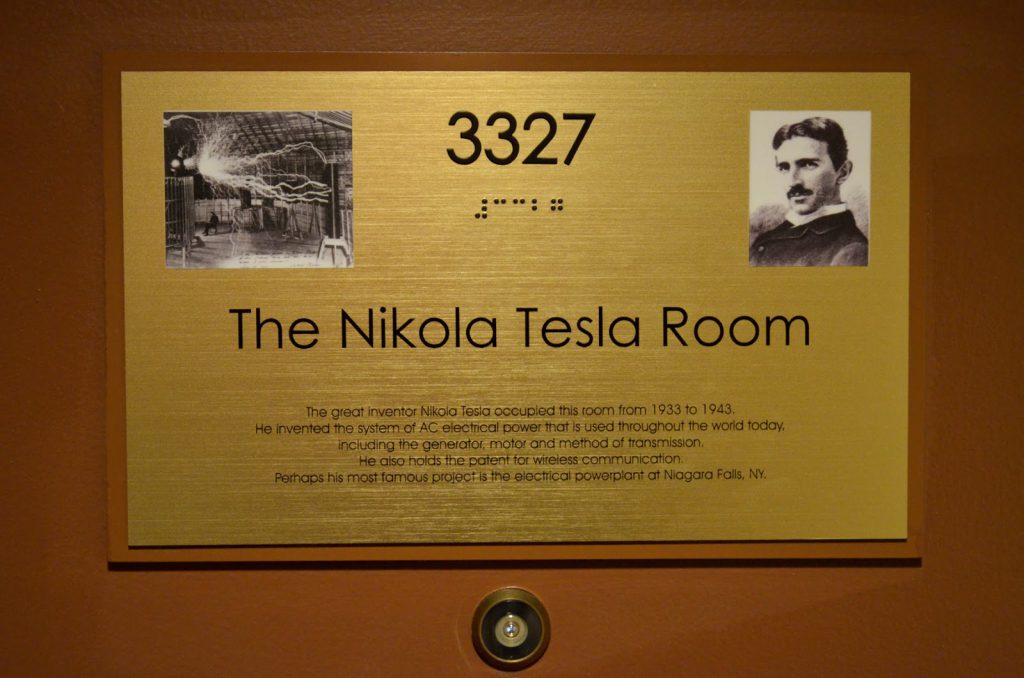 3327
⠼⠉⠉⠃⠛
The Nikola Tesla Room
The great inventor Nikola Tesla occupied this room from 1933 to 1943.
He invented the system of AC electrical power that is used throughout the world today,
including the generator, motor and method of transmission.
He also holds the patent for wireless communication.
Perhaps his most famous project is the electrical powerplant at Niagara Falls, NY.